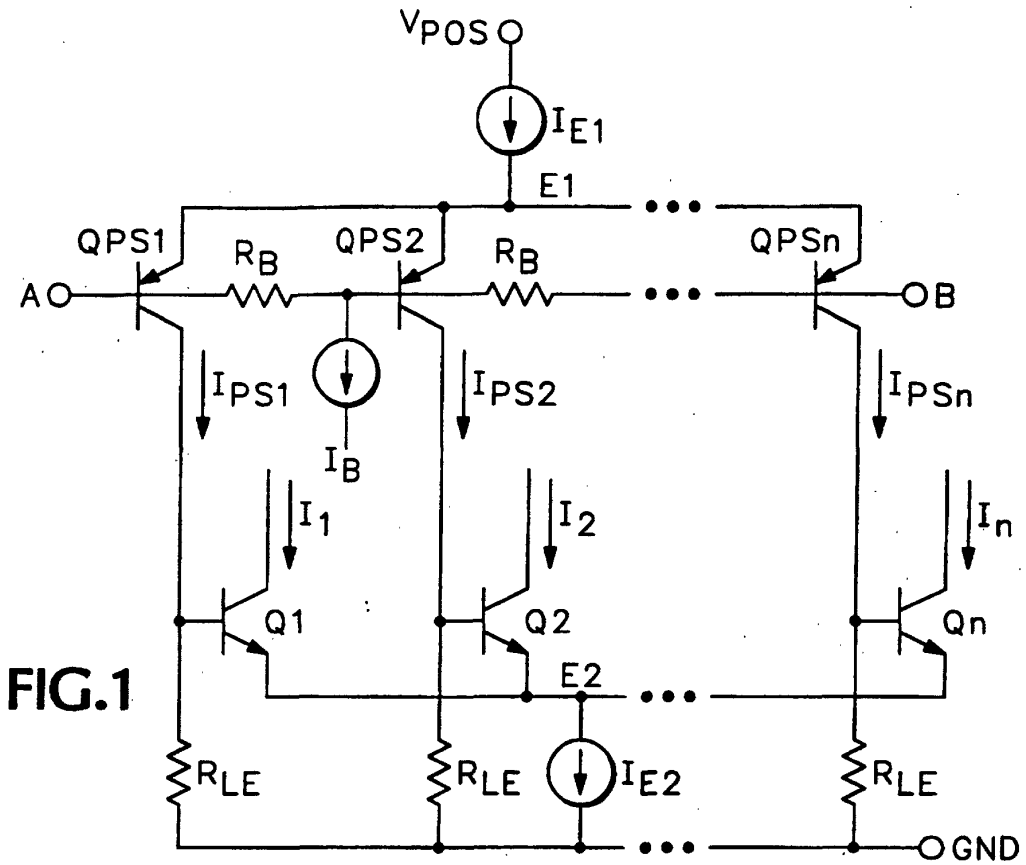 VPOS
IE1
E1
QPS1
RB
QPS2
RB
QPSn
A
B
IPS1
IPS2
IPSn
IB
I1
I2
In
Q1
Q2
Qn
E2
FIG.1
RLE
RLE
IE2
RLE
GND